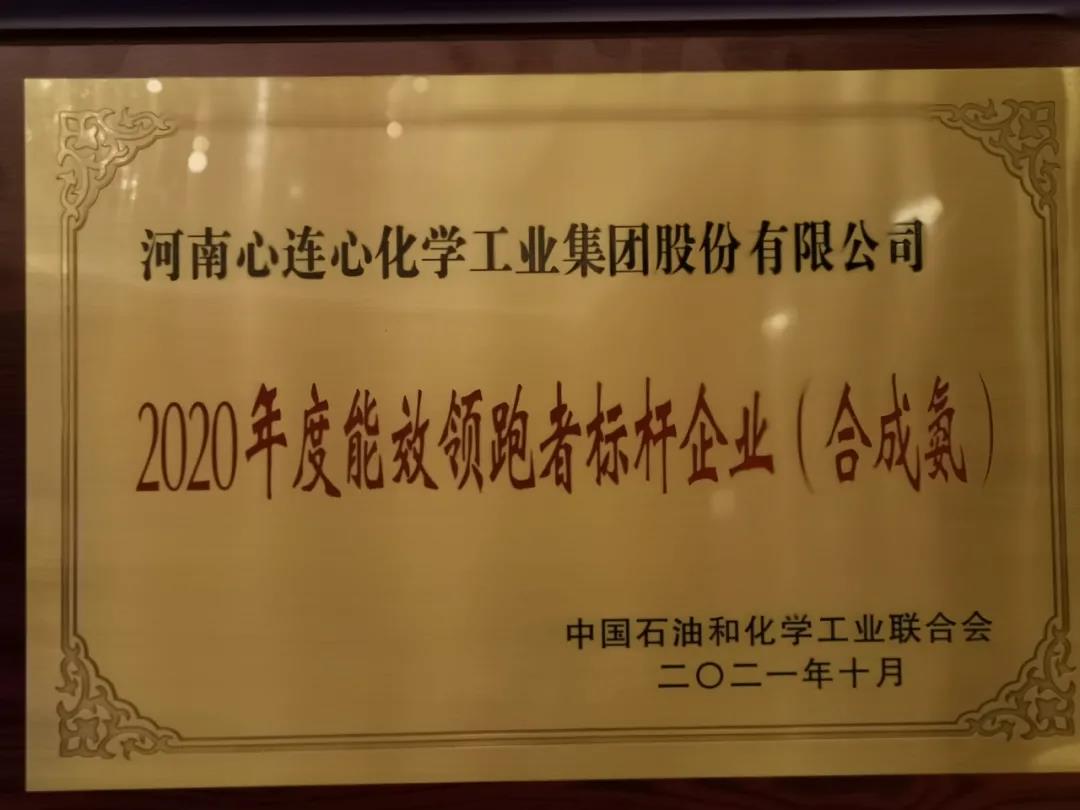 河南心连心化学工业集团股份有限公司
2020年度能效领跑者标杆企业（合成氨）
中国石油和化学工业联合会
二〇二一年十月